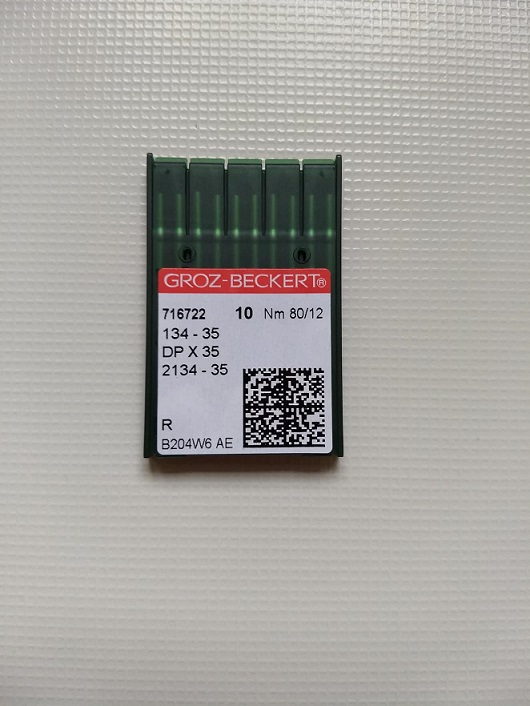 GROZ-BECKERT®
716722 10 Nm 80/12
134 - 35
DP X 35
2134 - 35
R
B204W6 AE